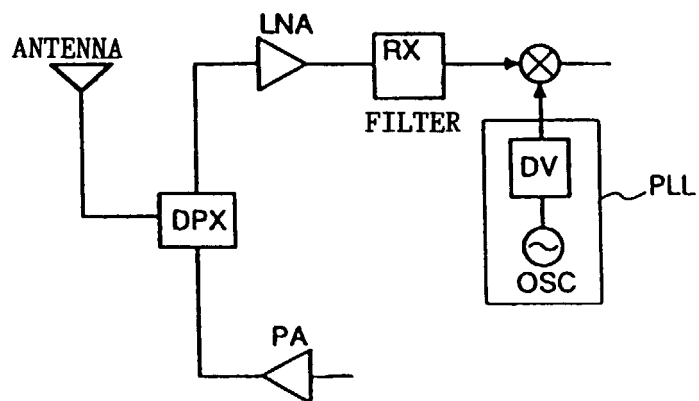 LNA
ANTENNA
RX
FILTER
DV
PLL
DPX
OSC
PA